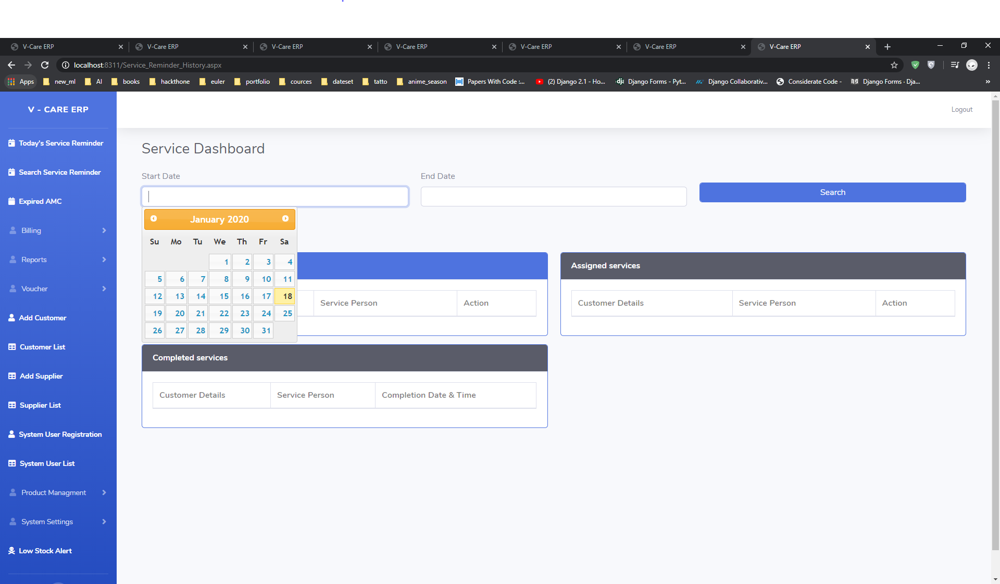 V-Care ERP
V-Care ERP
V-Care ERP
V-Care ERP
V-Care ERP
V-Care ERP
V-Care ERP
localhost:8311/Service_Reminder_History.aspx
Apps new_ml AI books hackthone euler portfolio cources dateset tatto anime_season Papers With Code :... (2) Django 2.1 - Ho... dj Django Forms - Pyt... Django Collaborativ... Considerate Code - Django Forms · Dja... »
V - CARE ERP
Logout
Today's Service Reminder
Search Service Reminder
Expired AMC
Billing
Reports
Voucher
Add Customer
Customer List
Add Supplier
Supplier List
System User Registration
System User List
Product Managment
System Settings
Low Stock Alert
Service Dashboard
Start Date
End Date
Search
January 2020
Su Mo Tu We Th Fr Sa
1 2 3 4
5 6 7 8 9 10 11
12 13 14 15 16 17 18
19 20 21 22 23 24 25
26 27 28 29 30 31
Service Person Action
Assigned services
Customer Details Service Person Action
Completed services
Customer Details Service Person Completion Date & Time